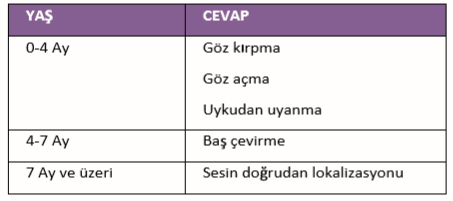 YAŞ CEVAP
0-4 Ay Göz kırpma
Göz açma
Uykudan uyanma
4-7 Ay Baş çevirme
7 Ay ve üzeri Sesin doğrudan lokalizasyonu